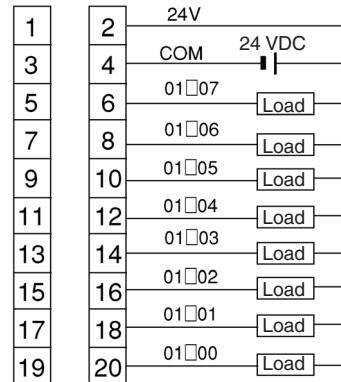 1 2 24V
3 4 COM 24 VDC
5 6 01□07 Load
7 8 01□06 Load
9 10 01□05 Load
11 12 01□04 Load
13 14 01□03 Load
15 16 01□02 Load
17 18 01□01 Load
19 20 01□00 Load